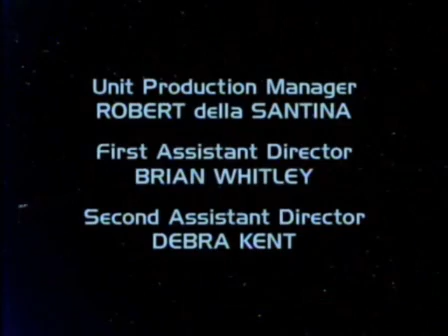 Unit Production Manager
ROBERT della SANTINA
First Assistant Director
BRIAN WHITLEY
Second Assistant Director
DEBRA KENT